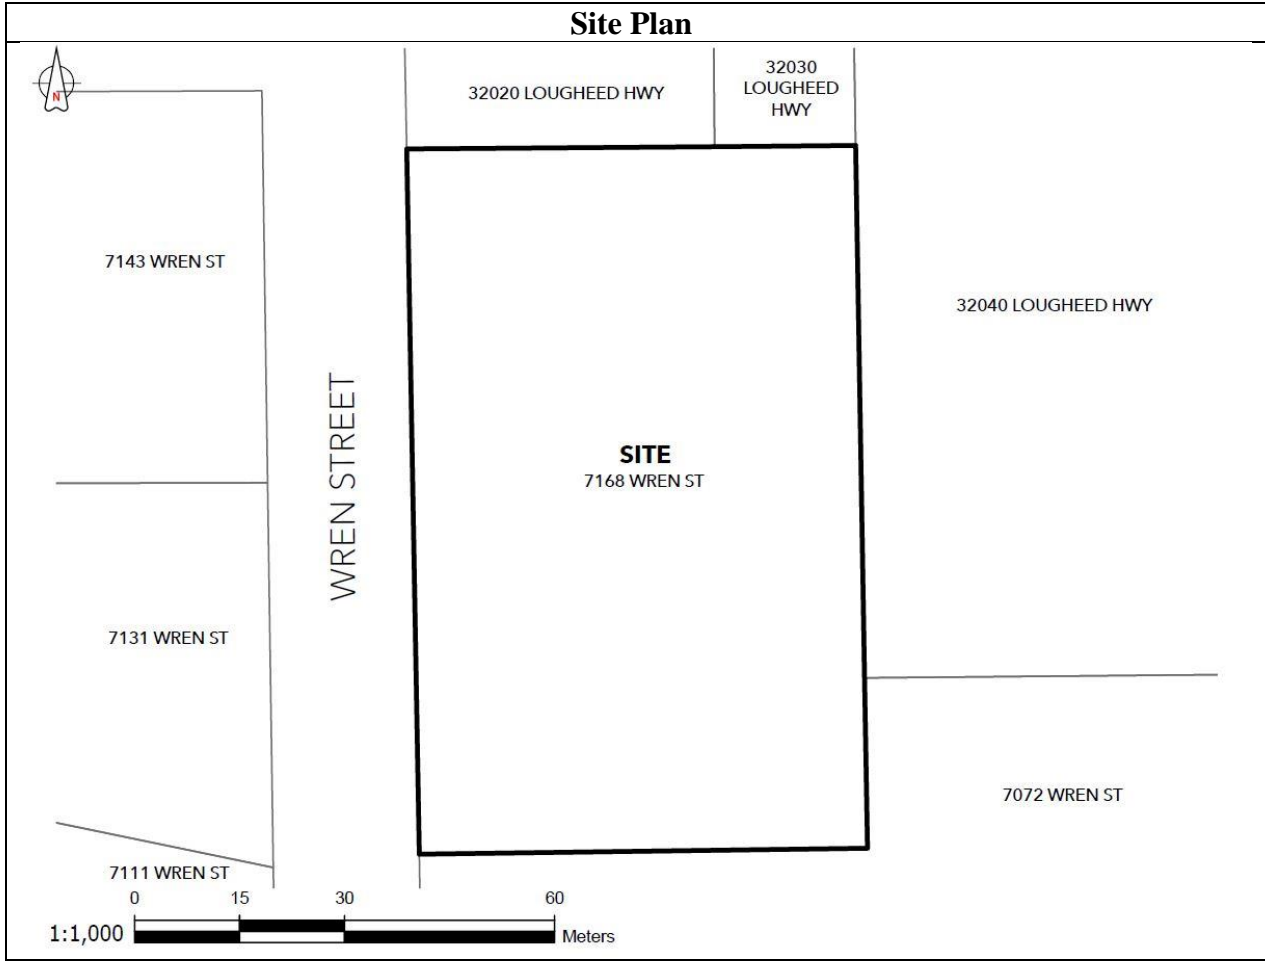 Site Plan
N
32020 LOUGHEED HWY
32030
LOUGHEED
HWY
7143 WREN ST
32040 LOUGHEED HWY
WREN STREET
SITE
7168 WREN ST
7131 WREN ST
7072 WREN ST
7111 WREN ST
0 15 30 60
1:1,000 Meters